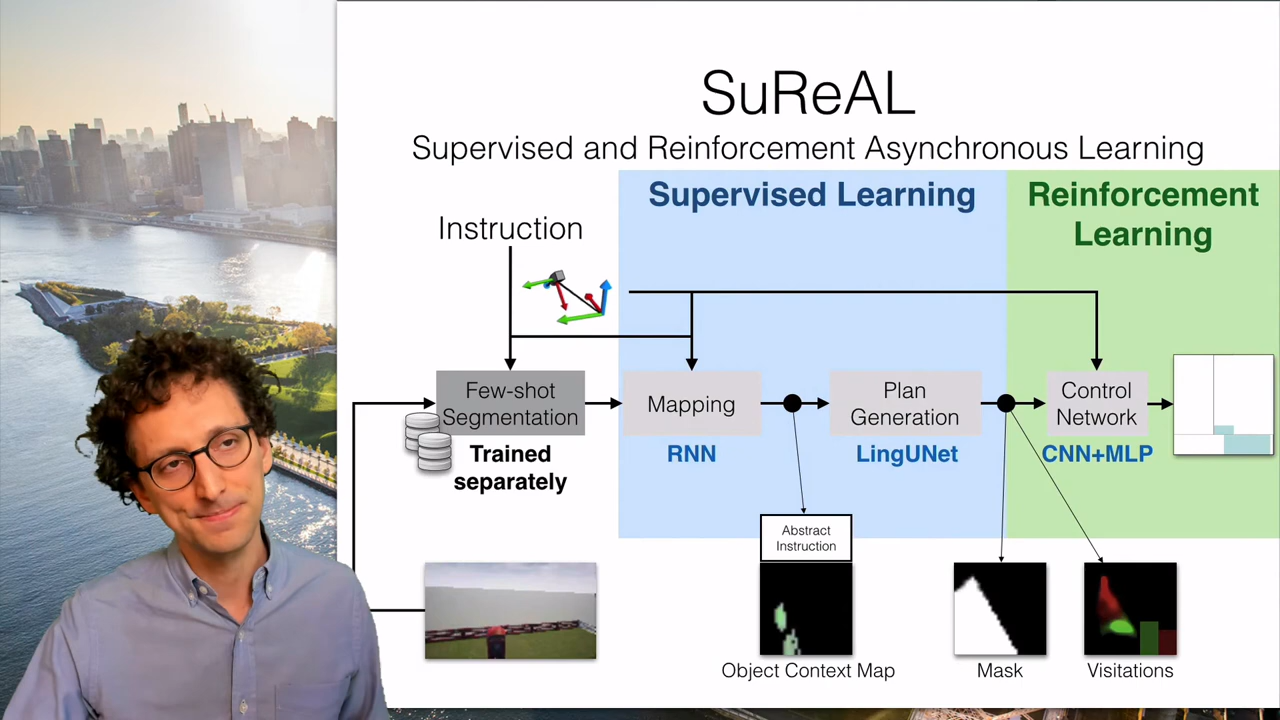 SuReAL
Supervised and Reinforcement Asynchronous Learning
Supervised Learning
Reinforcement
Learning
Instruction
Few-shot
Segmentation
Mapping
Plan
Generation
Control
Network
Trained
separately
RNN
LingUNet
CNN+MLP
Abstract
Instruction
Object Context Map
Mask
Visitations